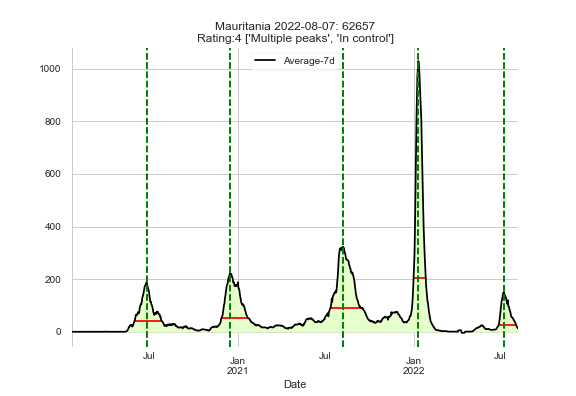 Mauritania 2022-08-07: 62657
Rating:4 ['Multiple peaks', 'In control']
Average-7d
1000
800
600
400
200
0
Jul
Jan
2021
Jul
Jan
2022
Jul
Date